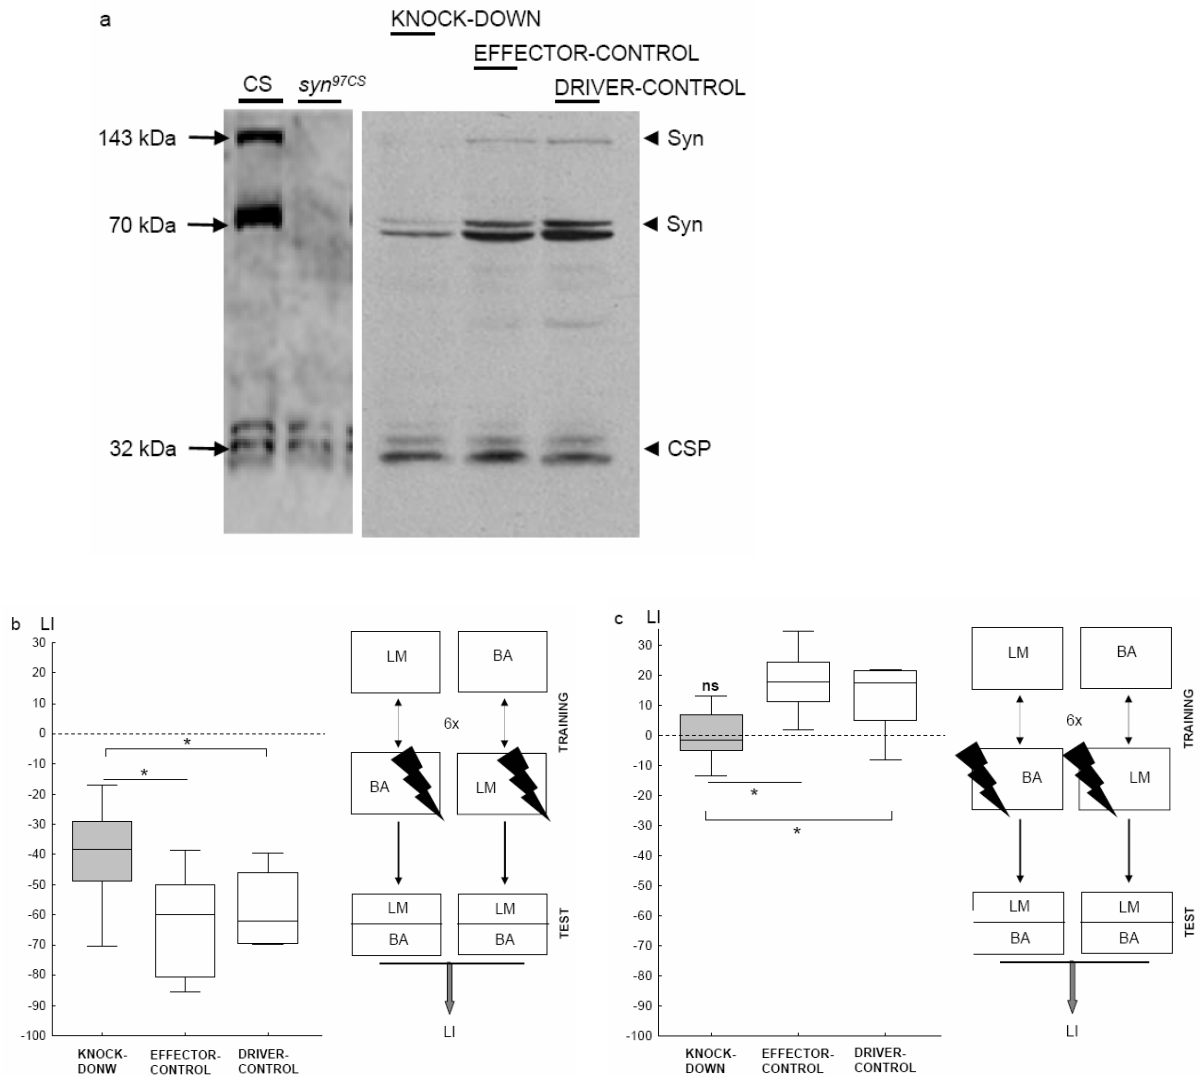 a
KNOCK-DOWN
EFFECTOR-CONTROL
DRIVER-CONTROL
CS
syn97CS
143 kDa
Syn
70 kDa
Syn
32 kDa
CSP
b
LI
30
20
10
0
-10
-20
-30
-40
-50
-60
-70
-80
-90
-100
*
*
KNOCK-
DONW
EFFECTOR-
CONTROL
DRIVER-
CONTROL
LM
BA
6x
BA
LM
TRAINING
LM
BA
LM
BA
TEST
LI
c
LI
30
20
10
0
-10
-20
-30
-40
-50
-60
-70
-80
-90
-100
ns
*
*
KNOCK-
DOWN
EFFECTOR-
CONTROL
DRIVER-
CONTROL
LM
BA
6x
BA
LM
TRAINING
LM
BA
LM
BA
TEST
LI